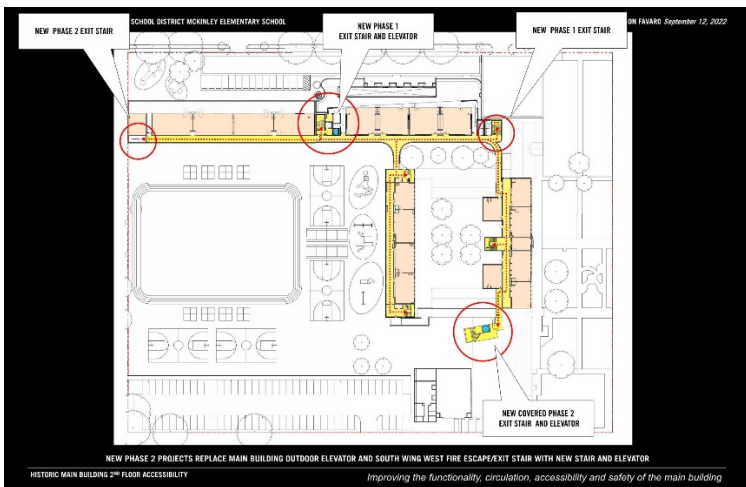 SCHOOL DISTRICT MCKINLEY ELEMENTARY SCHOOL
ON FAVARO September 12, 2022
NEW PHASE 2 EXIT STAIR
NEW PHASE 1
EXIT STAIR AND ELEVATOR
NEW PHASE 1 EXIT STAIR
NEW COVERED PHASE 2
EXIT STAIR AND ELEVATOR
NEW PHASE 2 PROJECTS REPLACE MAIN BUILDING OUTDOOR ELEVATOR AND SOUTH WING WEST FIRE ESCAPE/EXIT STAIR WITH NEW STAIR AND ELEVATOR
HISTORIC MAIN BUILDING 2ND FLOOR ACCESSIBILITY
Improving the functionality, circulation, accessibility and safety of the main building